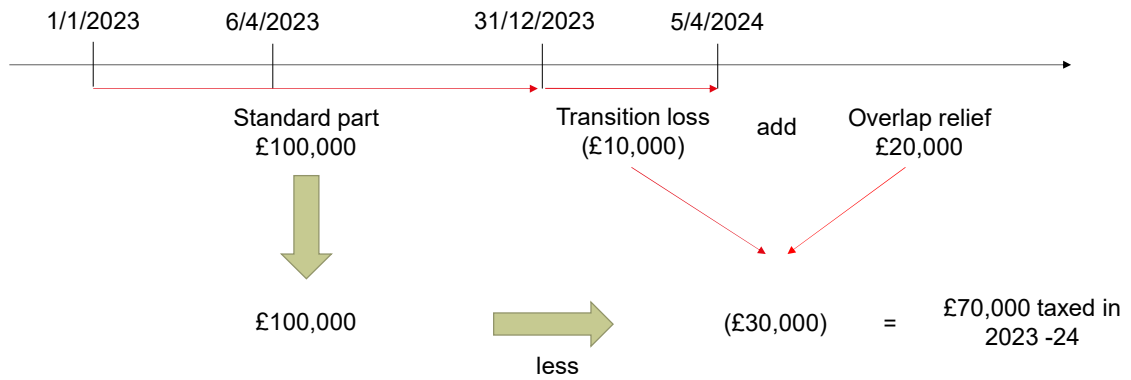 1/1/2023 6/4/2023 31/12/2023 5/4/2024
Standard part
£100,000
Transition loss
(£10,000)
add
Overlap relief
£20,000
£100,000
less
(£30,000)
=
£70,000 taxed in
2023 -24